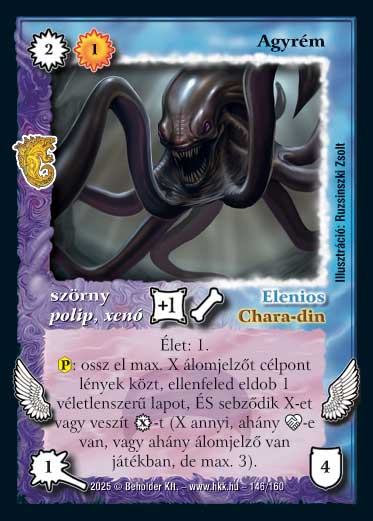 2
1
Agyrém
Illusztráció: Ruzsinszki Zsolt
szörny
polip, xenó
+1
Elenios
Chara-din
Élet: 1.
P: ossz el max. X álomjelzőt célpont
lények közt, ellenfeled eldob 1
véletlenszerű lapot, ÉS sebződik X-et
vagy veszít X-t (X annyi, ahány -e
van, vagy ahány álomjelző van
játékban, de max. 3).
1
4
2025 © Beholder Kft. – www.hkk.hu – 146/160